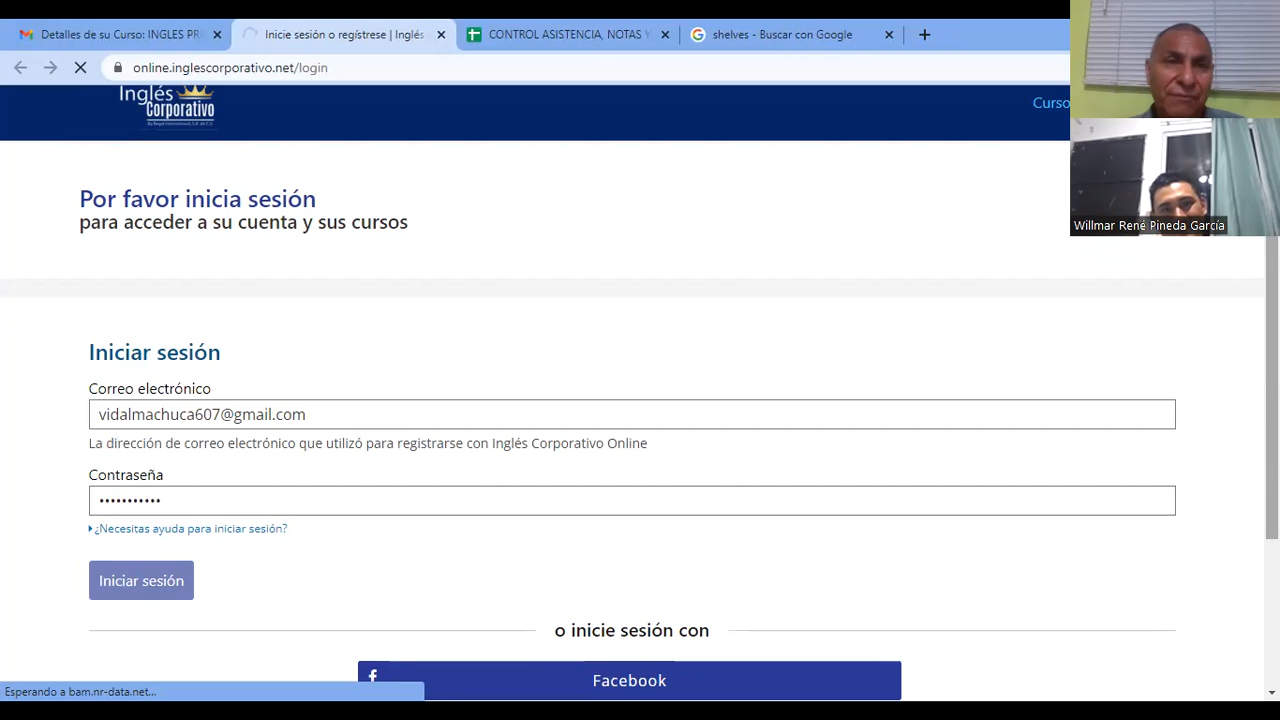 Detalles de su Curso: INGLES PRI
Inicie sesión o regístrese | Inglés
CONTROL ASISTENCIA, NOTAS Y
shelves - Buscar con Google
online.inglescorporativo.net/login
Inglés
Corporativo
Curso
Por favor inicia sesión
para acceder a su cuenta y sus cursos
Willmar René Pineda García
Iniciar sesión
Correo electrónico
vidalmachuca607@gmail.com
La dirección de correo electrónico que utilizó para registrarse con Inglés Corporativo Online
Contraseña
•••••••••••
¿Necesitas ayuda para iniciar sesión?
Iniciar sesión
o inicie sesión con
Facebook
Esperando a bam.nr-data.net...